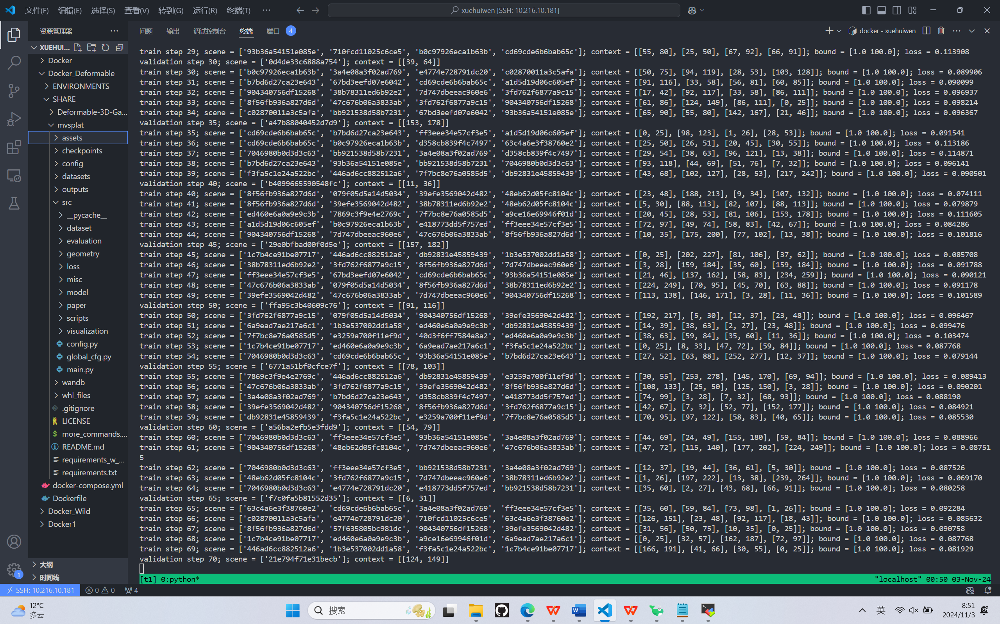 文件(F) 编辑(E) 选择(S) 查看(V) 转到(G) 运行(R) 终端(T) ···
xuehuiwen [SSH: 10.216.10.181]
资源管理器
问题 输出 调试控制台 终端 端口 4
docker - xuehuiwen
XUEHUI...
Docker
Docker_Deformable
ENVIRONMENTS
SHARE
Deformable-3D-Ga...
mvsplat
assets
checkpoints
config
datasets
outputs
src
__pycache__
dataset
evaluation
geometry
loss
misc
model
paper
scripts
visualization
config.py
global_cfg.py
main.py
wandb
whl_files
.gitignore
LICENSE
more_commands....
README.md
requirements_w_...
requirements.txt
docker-compose.yml
Dockerfile
Docker_Wild
Docker1
大纲
时间线
1
train step 29; scene = ['93b36a54151e085e', '710fcd11025c6ce5', 'b0c97926eca1b63b', 'cd69cde6b6bab65c']; context = [[55, 80], [25, 50], [67, 92], [66, 91]]; bound = [1.0 100.0]; loss = 0.113908
validation step 30; scene = ['0d4de33c6888a754']; context = [[39, 64]]
train step 30; scene = ['b0c97926eca1b63b', '3a4e08a3f02ad769', 'e4774e728791dc20', 'c02870011a3c5afa']; context = [[50, 75], [94, 119], [28, 53], [103, 128]]; bound = [1.0 100.0]; loss = 0.089906
train step 31; scene = ['b7bd6d27ca23e643', '67bd3eefd07e6042', 'cd69cde6b6bab65c', 'a1d5d19d06c605ef']; context = [[91, 116], [33, 58], [56, 81], [60, 85]]; bound = [1.0 100.0]; loss = 0.090099
train step 32; scene = ['904340756df15268', '38b78311ed6b92e2', '7d747dbeeac960e6', '3fd762f6877a9c15']; context = [[17, 42], [92, 117], [33, 58], [86, 111]]; bound = [1.0 100.0]; loss = 0.096937
train step 33; scene = ['8f56fb936a827d6d', '47c676b06a3833ab', '3fd762f6877a9c15', '904340756df15268']; context = [[61, 86], [124, 149], [86, 111], [0, 25]]; bound = [1.0 100.0]; loss = 0.098214
train step 34; scene = ['c02870011a3c5afa', 'bb921538d58b7231', '67bd3eefd07e6042', '93b36a54151e085e']; context = [[65, 90], [55, 80], [142, 167], [21, 46]]; bound = [1.0 100.0]; loss = 0.096367
validation step 35; scene = ['a47b88040452d7d9']; context = [[153, 178]]
train step 35; scene = ['cd69cde6b6bab65c', 'b7bd6d27ca23e643', 'ff3eee34e57cf3e5', 'a1d5d19d06c605ef']; context = [[0, 25], [98, 123], [1, 26], [28, 53]]; bound = [1.0 100.0]; loss = 0.091541
train step 36; scene = ['cd69cde6b6bab65c', 'b0c97926eca1b63b', 'd358cb839f4c7497', '63c4a6e3f38760e2']; context = [[25, 50], [26, 51], [20, 45], [30, 55]]; bound = [1.0 100.0]; loss = 0.113186
train step 37; scene = ['7046980b0d3d3c63', 'bb921538d58b7231', '3a4e08a3f02ad769', 'd358cb839f4c7497']; context = [[29, 54], [38, 63], [96, 121], [13, 38]]; bound = [1.0 100.0]; loss = 0.114871
train step 38; scene = ['b7bd6d27ca23e643', '93b36a54151e085e', 'bb921538d58b7231', '7046980b0d3d3c63']; context = [[93, 118], [44, 69], [51, 76], [7, 32]]; bound = [1.0 100.0]; loss = 0.096141
train step 39; scene = ['f3fa5c1e24a522bc', '446ad6cc882512a6', '7f7bc8e76a0585d5', 'db92831e45859439']; context = [[43, 68], [102, 127], [28, 53], [217, 242]]; bound = [1.0 100.0]; loss = 0.090501
validation step 40; scene = ['b4099665590548fc']; context = [[11, 36]]
train step 40; scene = ['8f56fb936a827d6d', '079f05d5a14d5034', '39efe3569042d482', '48eb62d05fc8104c']; context = [[23, 48], [188, 213], [9, 34], [107, 132]]; bound = [1.0 100.0]; loss = 0.074111
train step 41; scene = ['8f56fb936a827d6d', '39efe3569042d482', '38b78311ed6b92e2', '48eb62d05fc8104c']; context = [[5, 30], [88, 113], [82, 107], [88, 113]]; bound = [1.0 100.0]; loss = 0.079879
train step 42; scene = ['ed460e6a0a9e9c3b', '7869c3f9e4e2769c', '7f7bc8e76a0585d5', 'a9ce16e69946f01d']; context = [[20, 45], [28, 53], [81, 106], [153, 178]]; bound = [1.0 100.0]; loss = 0.111605
train step 43; scene = ['a1d5d19d06c605ef', 'b0c97926eca1b63b', 'e418773dd5f757ed', 'ff3eee34e57cf3e5']; context = [[72, 97], [49, 74], [58, 83], [42, 67]]; bound = [1.0 100.0]; loss = 0.084286
train step 44; scene = ['904340756df15268', '7d747dbeeac960e6', '47c676b06a3833ab', '8f56fb936a827d6d']; context = [[10, 35], [175, 200], [77, 102], [13, 38]]; bound = [1.0 100.0]; loss = 0.101816
validation step 45; scene = ['29e0bfbad00f0d5e']; context = [[157, 182]]
train step 45; scene = ['1c7b4ce91be07717', '446ad6cc882512a6', 'db92831e45859439', '1b3e537002dd1a58']; context = [[0, 25], [202, 227], [81, 106], [37, 62]]; bound = [1.0 100.0]; loss = 0.085708
train step 46; scene = ['38b78311ed6b92e2', '3fd762f6877a9c15', '8f56fb936a827d6d', '7d747dbeeac960e6']; context = [[3, 28], [159, 184], [35, 60], [159, 184]]; bound = [1.0 100.0]; loss = 0.091788
train step 47; scene = ['ff3eee34e57cf3e5', '67bd3eefd07e6042', 'cd69cde6b6bab65c', '93b36a54151e085e']; context = [[21, 46], [137, 162], [58, 83], [234, 259]]; bound = [1.0 100.0]; loss = 0.090121
train step 48; scene = ['47c676b06a3833ab', '079f05d5a14d5034', '8f56fb936a827d6d', '38b78311ed6b92e2']; context = [[224, 249], [70, 95], [45, 70], [63, 88]]; bound = [1.0 100.0]; loss = 0.091178
train step 49; scene = ['39efe3569042d482', '47c676b06a3833ab', '7d747dbeeac960e6', '904340756df15268']; context = [[113, 138], [146, 171], [3, 28], [11, 36]]; bound = [1.0 100.0]; loss = 0.101589
validation step 50; scene = ['ffa95c3b40609c76']; context = [[91, 116]]
train step 50; scene = ['3fd762f6877a9c15', '079f05d5a14d5034', '904340756df15268', '39efe3569042d482']; context = [[192, 217], [5, 30], [12, 37], [23, 48]]; bound = [1.0 100.0]; loss = 0.096467
train step 51; scene = ['6a9ead7ae217a6c1', '1b3e537002dd1a58', 'ed460e6a0a9e9c3b', 'db92831e45859439']; context = [[14, 39], [38, 63], [2, 27], [23, 48]]; bound = [1.0 100.0]; loss = 0.099476
train step 52; scene = ['7f7bc8e76a0585d5', 'e3259a700f11ef9d', '40d3f6ff7584a8a2', 'ed460e6a0a9e9c3b']; context = [[38, 63], [59, 84], [35, 60], [11, 36]]; bound = [1.0 100.0]; loss = 0.103474
train step 53; scene = ['1c7b4ce91be07717', 'ed460e6a0a9e9c3b', '6a9ead7ae217a6c1', 'f3fa5c1e24a522bc']; context = [[0, 25], [8, 33], [47, 72], [59, 84]]; bound = [1.0 100.0]; loss = 0.087768
train step 54; scene = ['7046980b0d3d3c63', 'cd69cde6b6bab65c', '93b36a54151e085e', 'b7bd6d27ca23e643']; context = [[27, 52], [63, 88], [252, 277], [12, 37]]; bound = [1.0 100.0]; loss = 0.079144
validation step 55; scene = ['6771a51bf0cfce7f']; context = [[78, 103]]
train step 55; scene = ['7869c3f9e4e2769c', '446ad6cc882512a6', 'db92831e45859439', 'e3259a700f11ef9d']; context = [[30, 55], [253, 278], [145, 170], [69, 94]]; bound = [1.0 100.0]; loss = 0.089413
train step 56; scene = ['47c676b06a3833ab', '3fd762f6877a9c15', '39efe3569042d482', '8f56fb936a827d6d']; context = [[108, 133], [25, 50], [125, 150], [3, 28]]; bound = [1.0 100.0]; loss = 0.090201
train step 57; scene = ['3a4e08a3f02ad769', 'b7bd6d27ca23e643', 'd358cb839f4c7497', 'e418773dd5f757ed']; context = [[74, 99], [3, 28], [7, 32], [68, 93]]; bound = [1.0 100.0]; loss = 0.088190
train step 58; scene = ['39efe3569042d482', '904340756df15268', '8f56fb936a827d6d', '3fd762f6877a9c15']; context = [[42, 67], [7, 32], [52, 77], [152, 177]]; bound = [1.0 100.0]; loss = 0.084921
train step 59; scene = ['db92831e45859439', 'f3fa5c1e24a522bc', 'e3259a700f11ef9d', '7f7bc8e76a0585d5']; context = [[70, 95], [97, 122], [58, 83], [40, 65]]; bound = [1.0 100.0]; loss = 0.085530
validation step 60; scene = ['a56ba2efb5e3fdd9']; context = [[54, 79]]
train step 60; scene = ['7046980b0d3d3c63', 'ff3eee34e57cf3e5', '93b36a54151e085e', '3a4e08a3f02ad769']; context = [[44, 69], [24, 49], [155, 180], [59, 84]]; bound = [1.0 100.0]; loss = 0.088966
train step 61; scene = ['904340756df15268', '48eb62d05fc8104c', '7d747dbeeac960e6', '47c676b06a3833ab']; context = [[47, 72], [115, 140], [177, 202], [224, 249]]; bound = [1.0 100.0]; loss = 0.08751
5
train step 62; scene = ['7046980b0d3d3c63', 'ff3eee34e57cf3e5', 'bb921538d58b7231', '3a4e08a3f02ad769']; context = [[12, 37], [19, 44], [36, 61], [5, 30]]; bound = [1.0 100.0]; loss = 0.087526
train step 63; scene = ['48eb62d05fc8104c', '3fd762f6877a9c15', '7d747dbeeac960e6', '38b78311ed6b92e2']; context = [[1, 26], [197, 222], [13, 38], [239, 264]]; bound = [1.0 100.0]; loss = 0.069170
train step 64; scene = ['7046980b0d3d3c63', 'e4774e728791dc20', 'e418773dd5f757ed', 'bb921538d58b7231']; context = [[35, 60], [2, 27], [43, 68], [66, 91]]; bound = [1.0 100.0]; loss = 0.080258
validation step 65; scene = ['f7c0fa5b81552d35']; context = [[6, 31]]
train step 65; scene = ['63c4a6e3f38760e2', 'cd69cde6b6bab65c', '3a4e08a3f02ad769', 'ff3eee34e57cf3e5']; context = [[35, 60], [59, 84], [73, 98], [1, 26]]; bound = [1.0 100.0]; loss = 0.092284
train step 66; scene = ['c02870011a3c5afa', 'e4774e728791dc20', '710fcd11025c6ce5', '63c4a6e3f38760e2']; context = [[126, 151], [23, 48], [92, 117], [18, 43]]; bound = [1.0 100.0]; loss = 0.085632
train step 67; scene = ['8f56fb936a827d6d', '57f635805bc981dc', '904340756df15268', '39efe3569042d482']; context = [[31, 56], [50, 75], [10, 35], [0, 25]]; bound = [1.0 100.0]; loss = 0.090758
train step 68; scene = ['1c7b4ce91be07717', 'ed460e6a0a9e9c3b', 'a9ce16e69946f01d', '6a9ead7ae217a6c1']; context = [[0, 25], [32, 57], [162, 187], [72, 97]]; bound = [1.0 100.0]; loss = 0.087768
train step 69; scene = ['446ad6cc882512a6', '1b3e537002dd1a58', 'f3fa5c1e24a522bc', '1c7b4ce91be07717']; context = [[166, 191], [41, 66], [30, 55], [0, 25]]; bound = [1.0 100.0]; loss = 0.081929
validation step 70; scene = ['21e794f71e31becb']; context = [[124, 149]]
[t1] 0:python* "localhost" 00:50 03-Nov-24
SSH: 10.216.10.181 0 0 4
12°C
多云
搜索
英
8:51
2024/11/3